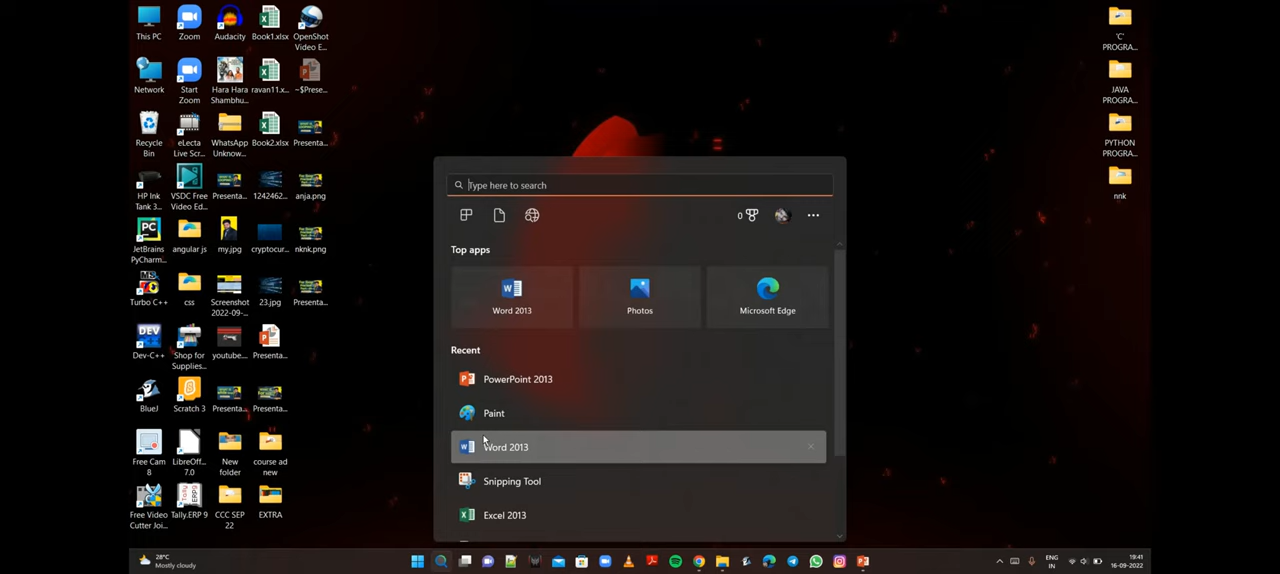 This PC
Zoom
Audacity
Book1.xlsx
OpenShot
Video E...
Network
Start
Zoom
Hara Hara
Shambhu...
ravan11.x...
~$Prese...
Recycle
Bin
eLecta
Live Scr...
WhatsApp
Unknow...
Book2.xlsx
Presenta...
HP Ink
Tank 3...
VSDC Free
Video Ed...
Presenta...
1242462...
anja.png
JetBrains
PyCharm...
angular js
my.jpg
cryptocur...
nknk.png
Turbo C++
css
Screenshot
2022-09-...
23.jpg
Presenta...
Dev-C++
Shop for
Supplies...
youtube...
Presenta...
BlueJ
Scratch 3
Presenta...
Presenta...
Free Cam
8
LibreOff...
7.0
New
folder
course ad
new
Free Video
Cutter Joi...
Tally.ERP 9
CCC SEP
22
EXTRA
Type here to search
0
Top apps
Word 2013
Photos
Microsoft Edge
Recent
PowerPoint 2013
Paint
Word 2013
Snipping Tool
Excel 2013
'C'
PROGRA...
JAVA
PROGRA...
PYTHON
PROGRA...
nnk
28°C
Mostly cloudy
ENG
IN
19:41
16-09-2022